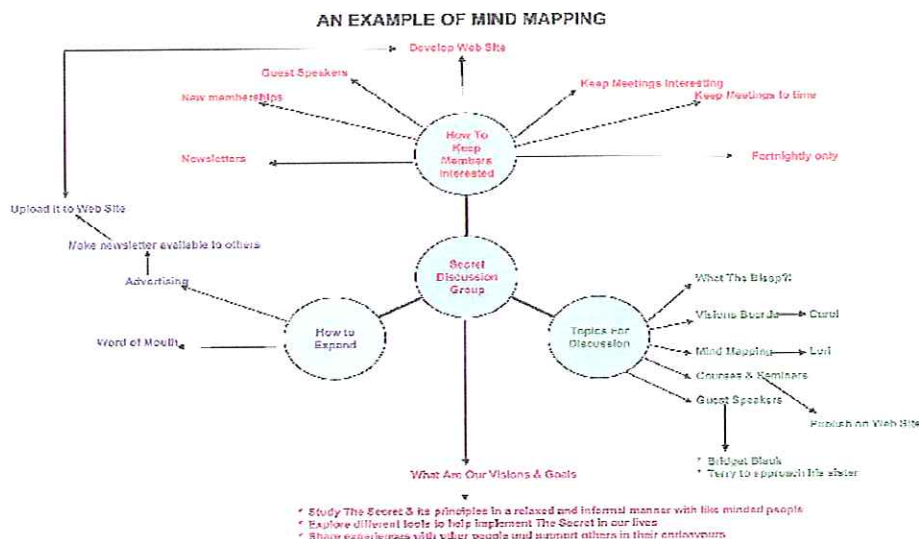 AN EXAMPLE OF MIND MAPPING
Develop Web Site
Guest Speakers
Keep Meetings Interesting
New memberships
Keep Meetings to time
How To
Keep
Members
Interested
Newsletters
Fortnightly only
Upload it to Web Site
Make newsletter available to others
Secret
Discussion
Group
Advertising
What The Bleep?!
Visions Boards
Carol
How to
Expand
Topics For
Discussion
Word of Mouth
Mind Mapping
Lori
Courses & Seminars
Guest Speakers
Publish on Web Site
* Bridget Black
* Terry to approach his sister
What Are Our Visions & Goals
* Study The Secret & its principles in a relaxed and informal manner with like minded people
* Explore different tools to help implement The Secret in our lives
* Share experiences with other people and support others in their endeavours